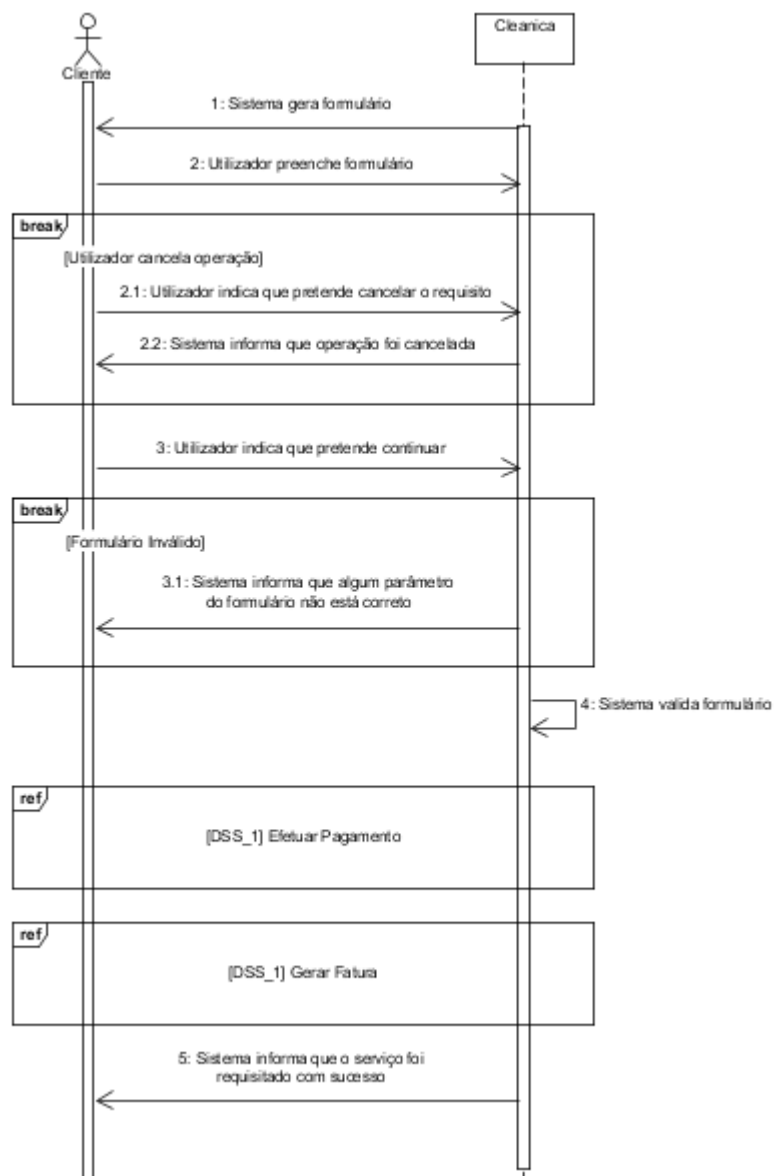 Cleanica
Cliente
1: Sistema gera formulário
2: Utilizador preenche formulário
break
[Utilizador cancela operação]
2.1: Utilizador indica que pretende cancelar o requisito
2.2: Sistema informa que operação foi cancelada
3: Utilizador indica que pretende continuar
break
[Formulário Inválido]
3.1: Sistema informa que algum parâmetro
do formulário não está correto
4: Sistema valida formulário
ref
[DSS_1] Efetuar Pagamento
ref
[DSS_1] Gerar Fatura
5: Sistema informa que o serviço foi
requisitado com sucesso